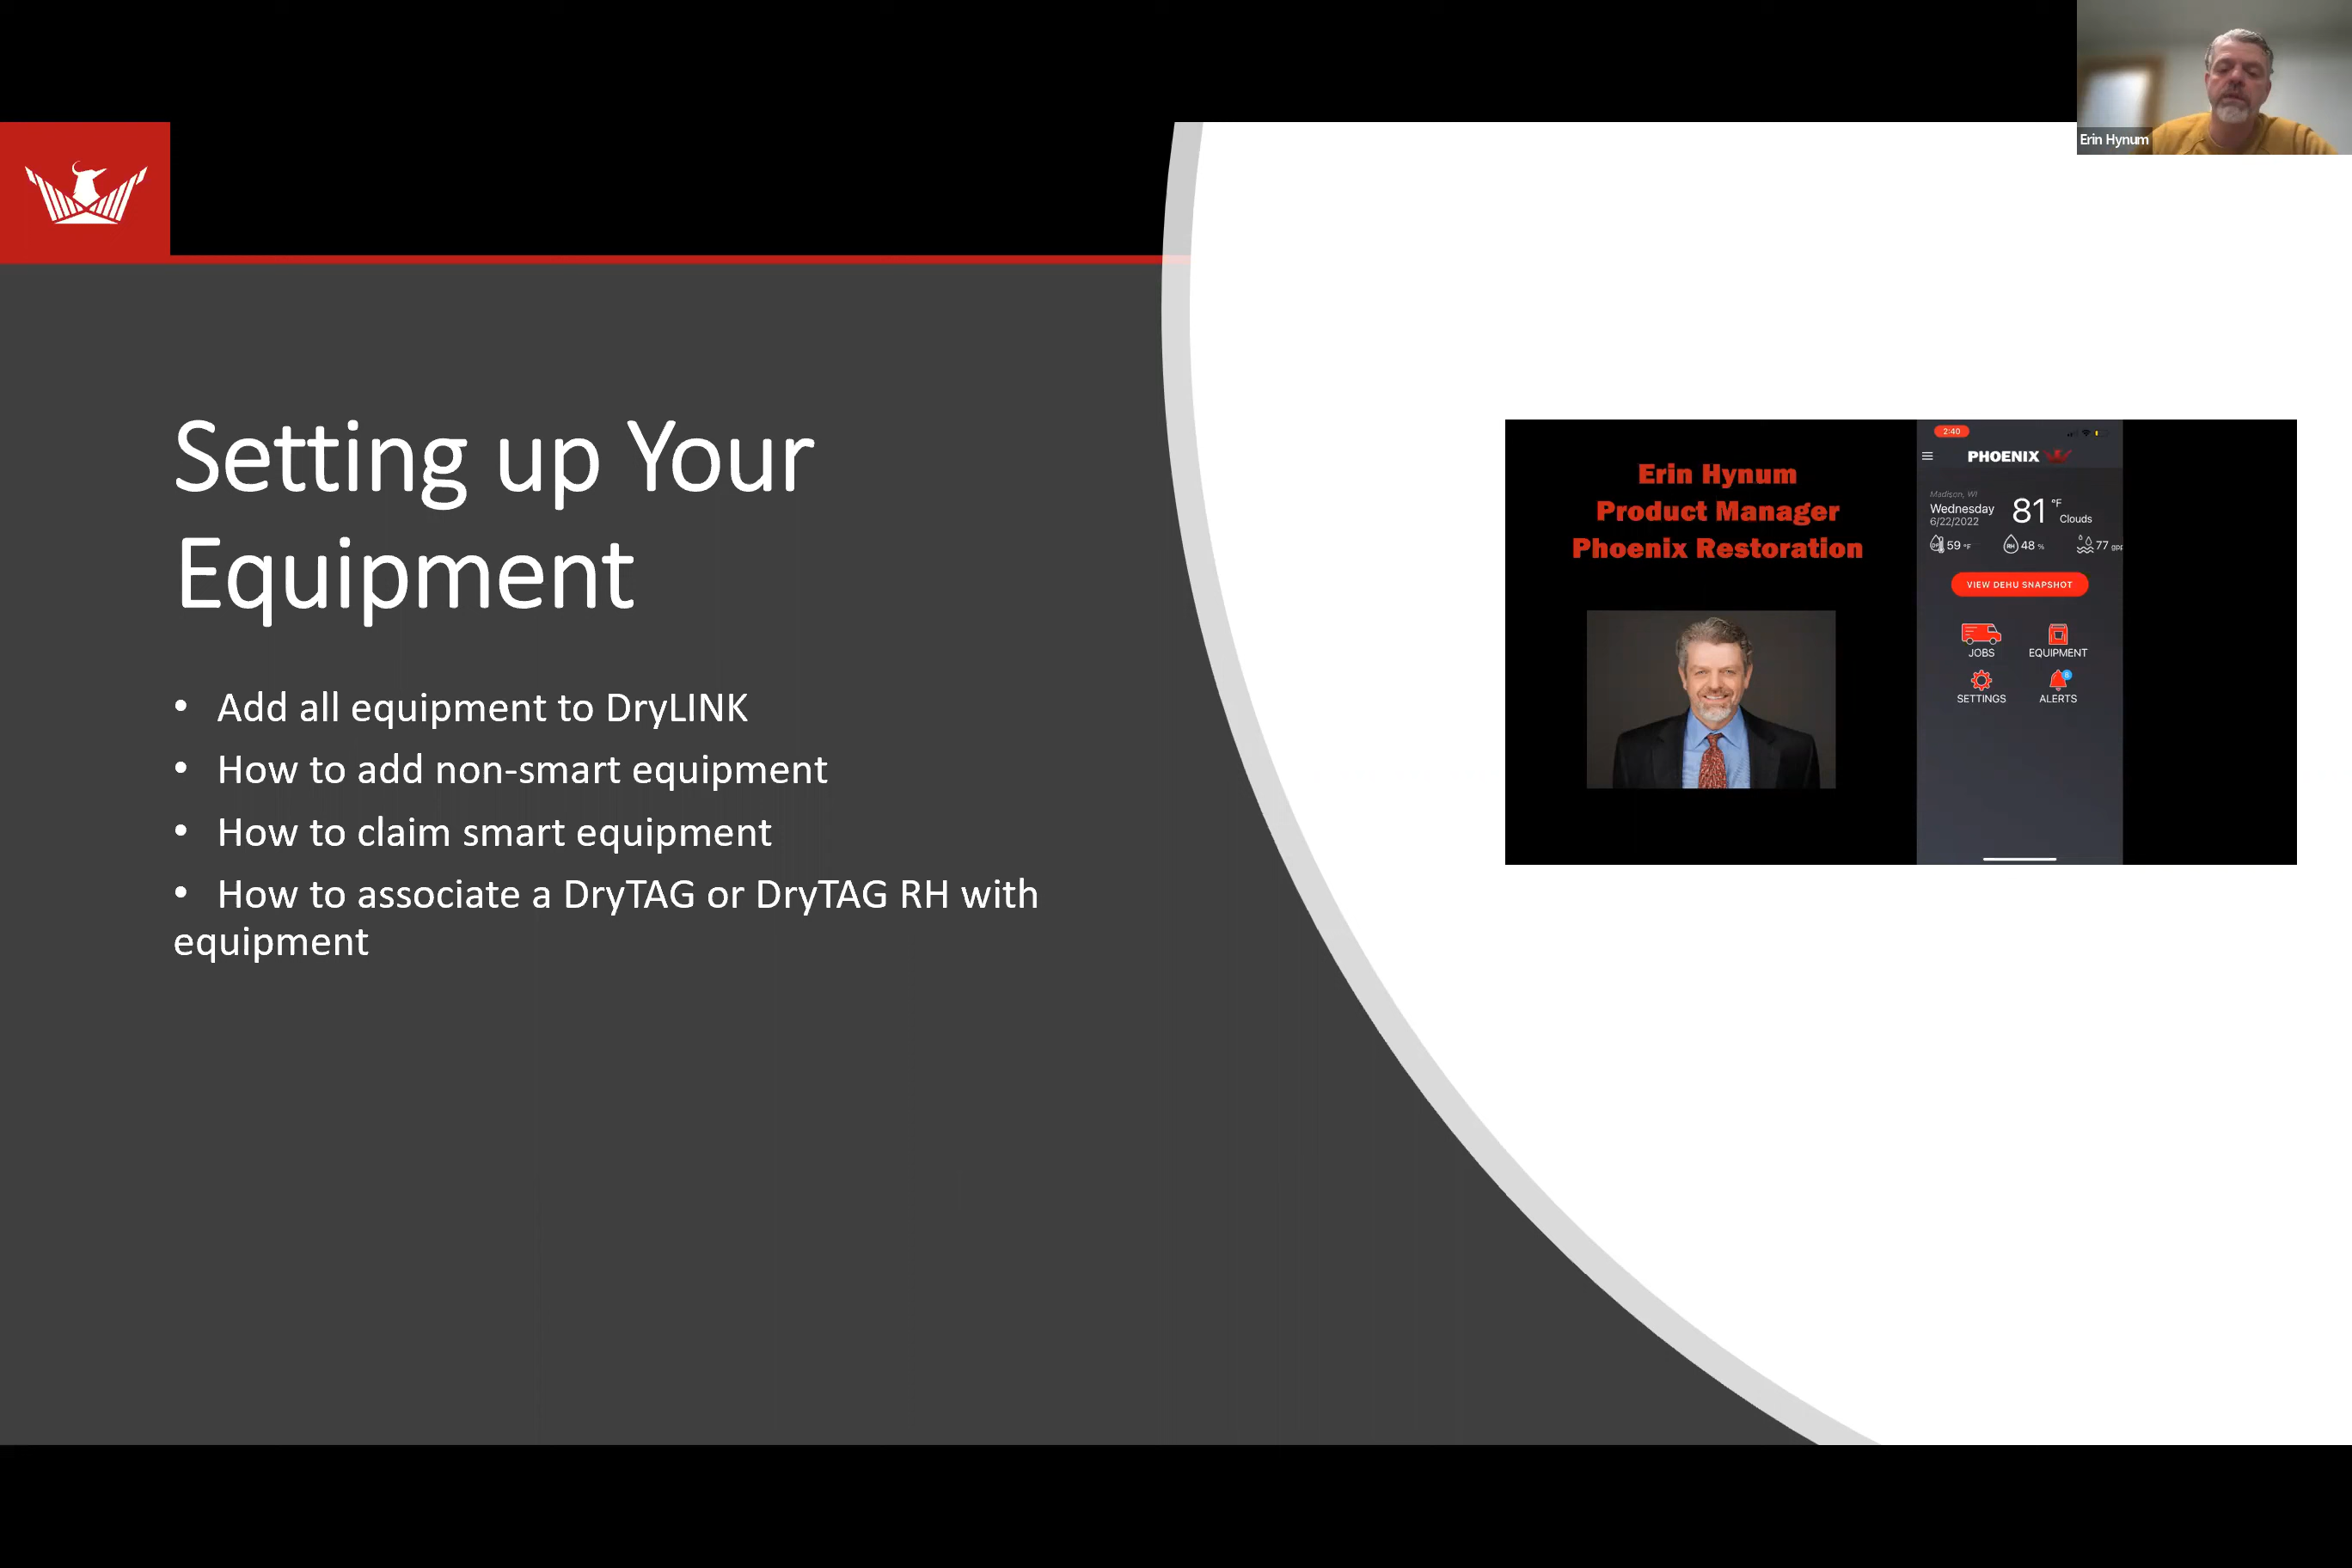 Erin Hynum
Setting up Your
Equipment
• Add all equipment to DryLINK
• How to add non-smart equipment
• How to claim smart equipment
• How to associate a DryTAG or DryTAG RH with
equipment
Erin Hynum
Product Manager
Phoenix Restoration
2:40
PHOENIX
Madison, WI
Wednesday
6/22/2022
81 °F
Clouds
59 °F
RH 48 %
77
VIEW DEHU SNAPSHOT
JOBS EQUIPMENT
SETTINGS ALERTS